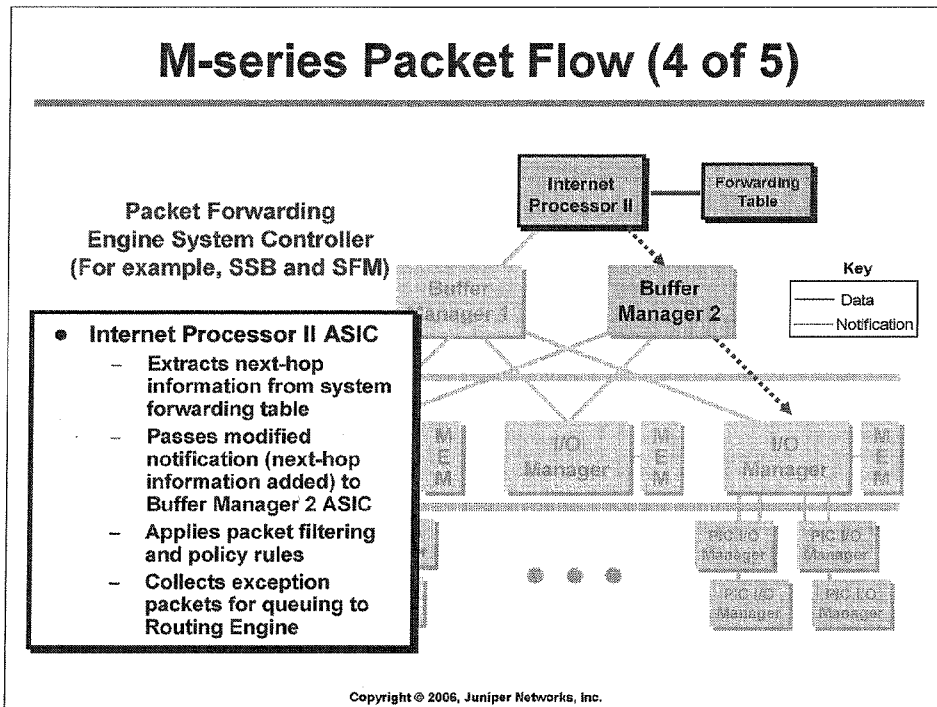 M-series Packet Flow (4 of 5)
Internet
Processor II
Forwarding
Table
Packet Forwarding
Engine System Controller
(For example, SSB and SFM)
Key
Data
Notification
Buffer
Manager 1
Buffer
Manager 2
• Internet Processor II ASIC
– Extracts next-hop
information from system
forwarding table
– Passes modified
notification (next-hop
information added) to
Buffer Manager 2 ASIC
– Applies packet filtering
and policy rules
– Collects exception
packets for queuing to
Routing Engine
MEM
I/O
Manager
MEM
I/O
Manager
MEM
PIC I/O
Manager
PIC I/O
Manager
PIC I/O
Manager
PIC I/O
Manager
Copyright © 2006, Juniper Networks, Inc.